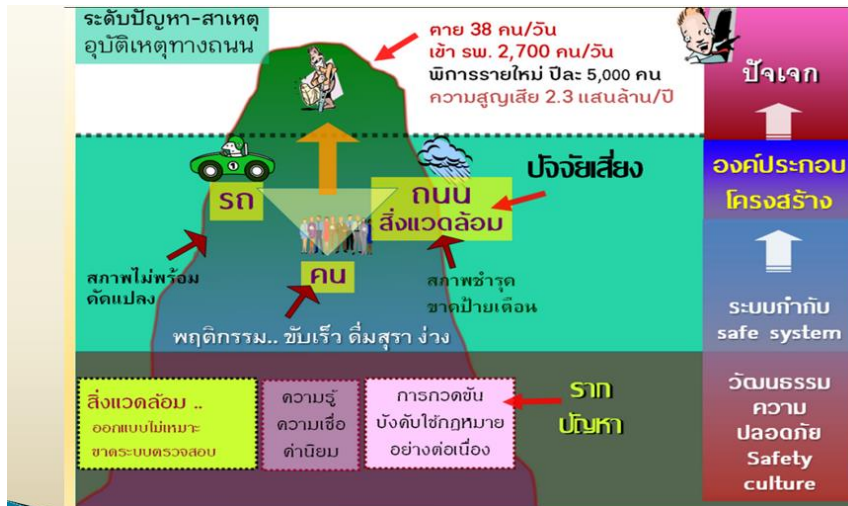 ระดับปัญหา-สาเหตุ
อุบัติเหตุทางถนน
ตาย 38 คน/วัน
เข้า รพ. 2,700 คน/วัน
พิการรายใหม่ ปีละ 5,000 คน
ความสูญเสีย 2.3 แสนล้าน/ปี
ปัจเจก
รถ
ถนน
สิ่งแวดล้อม
ปัจจัยเสี่ยง
องค์ประกอบ
โครงสร้าง
คน
สภาพไม่พร้อม
ดัดแปลง
สภาพชำรุด
ขาดป้ายเตือน
พฤติกรรม.. ขับเร็ว ดื่มสุรา ง่วง
ระบบกำกับ
safe system
สิ่งแวดล้อม ..
ออกแบบไม่เหมาะ
ขาดระบบตรวจสอบ
ความรู้
ความเชื่อ
ค่านิยม
การกวดขัน
บังคับใช้กฎหมาย
อย่างต่อเนื่อง
ราก
ปัญหา
วัฒนธรรม
ความ
ปลอดภัย
Safety
culture